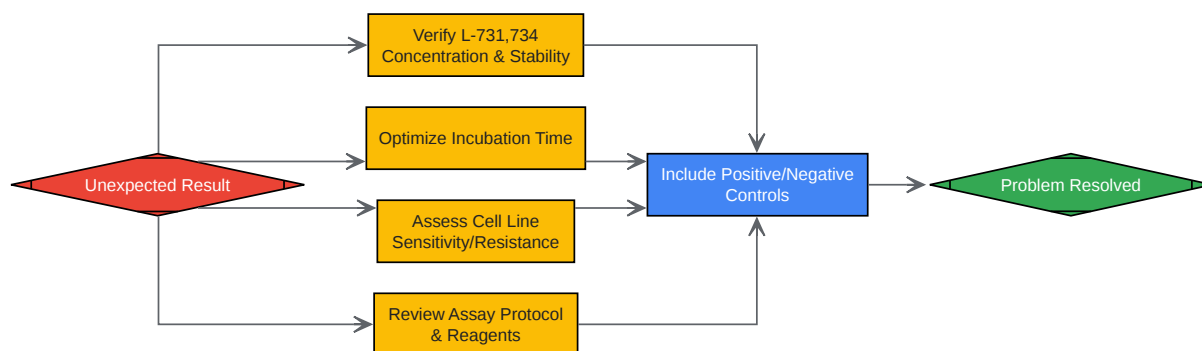 Verify L-731,734
Concentration & Stability
Optimize Incubation Time
Unexpected Result
Include Positive/Negative
Controls
Problem Resolved
Assess Cell Line
Sensitivity/Resistance
Review Assay Protocol
& Reagents